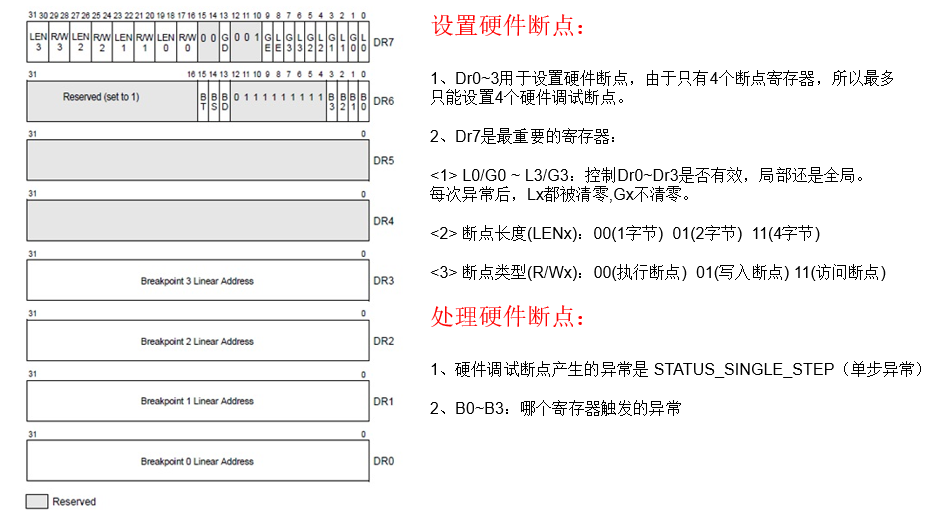 31 30 29 28 27 26 25 24 23 22 21 20 19 18 17 16 15 14 13 12 11 10 9 8 7 6 5 4 3 2 1 0
LEN 3 R/W 3 LEN 2 R/W 2 LEN 1 R/W 1 LEN 0 R/W 0 0 0 G D 0 0 1 G E L E G 3 L 3 G 2 L 2 G 1 L 1 G 0 L 0 DR7
31 16 15 14 13 12 11 10 9 8 7 6 5 4 3 2 1 0
Reserved (set to 1) B T B S B D 0 1 1 1 1 1 1 1 1 B 3 B 2 B 1 B 0 DR6
31 0
DR5
31 0
DR4
31 0
Breakpoint 3 Linear Address DR3
31 0
Breakpoint 2 Linear Address DR2
31 0
Breakpoint 1 Linear Address DR1
31 0
Breakpoint 0 Linear Address DR0
Reserved
设置硬件断点：
1、Dr0~3用于设置硬件断点，由于只有4个断点寄存器，所以最多
只能设置4个硬件调试断点。
2、Dr7是最重要的寄存器：
<1> L0/G0 ~ L3/G3：控制Dr0~Dr3是否有效，局部还是全局。
每次异常后，Lx都被清零,Gx不清零。
<2> 断点长度(LENx)：00(1字节) 01(2字节) 11(4字节)
<3> 断点类型(R/Wx)：00(执行断点) 01(写入断点) 11(访问断点)
处理硬件断点：
1、硬件调试断点产生的异常是 STATUS_SINGLE_STEP（单步异常）
2、B0~B3：哪个寄存器触发的异常